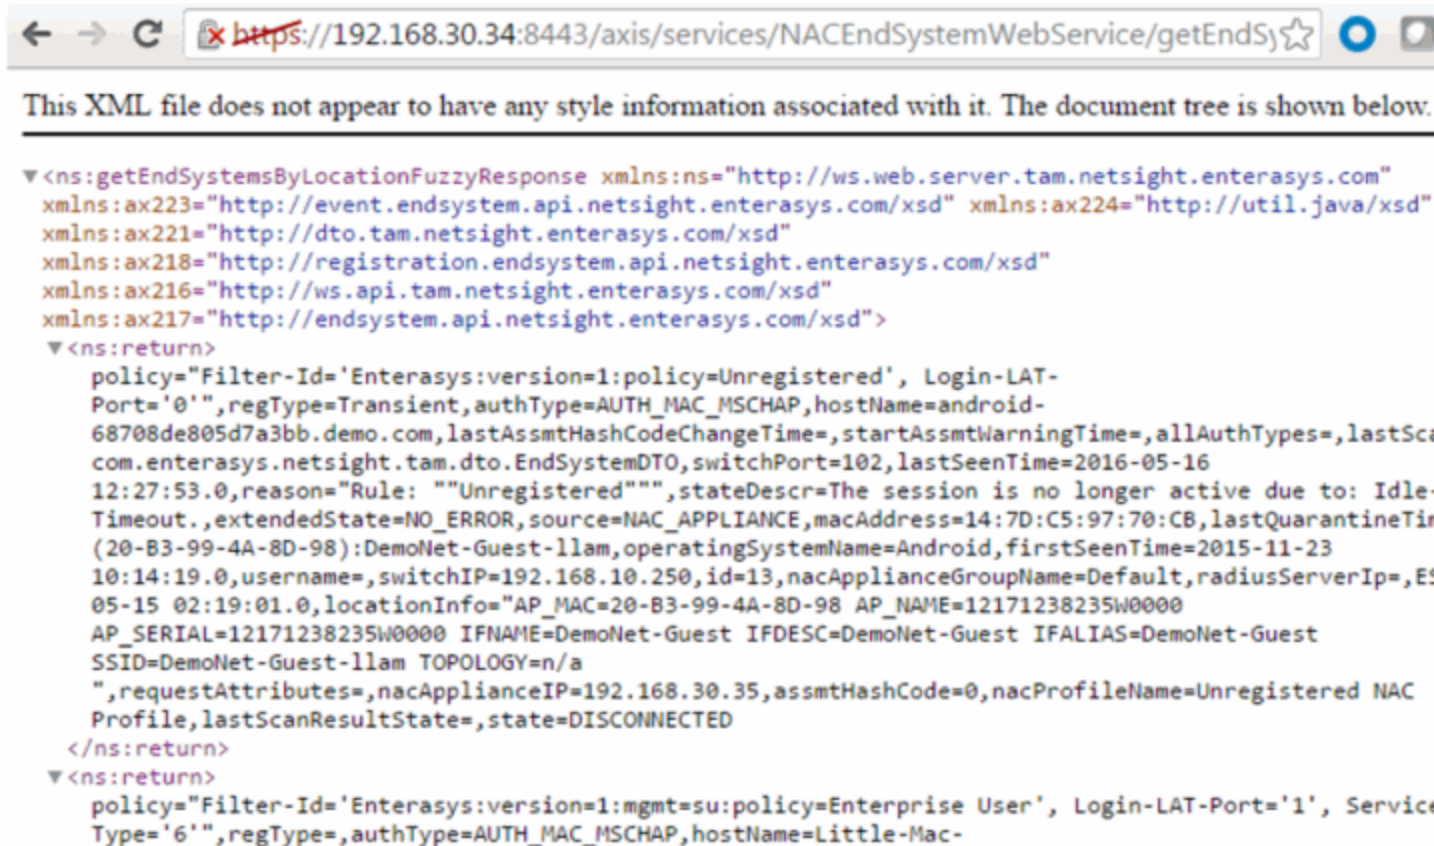 https://192.168.30.34:8443/axis/services/NACEndSystemWebService/getEndSy
This XML file does not appear to have any style information associated with it. The document tree is shown below.
▼<ns:getEndSystemsByLocationFuzzyResponse xmlns:ns="http://ws.web.server.tam.netsight.enterasys.com"
xmlns:ax223="http://event.endsystem.api.netsight.enterasys.com/xsd" xmlns:ax224="http://util.java/xsd"
xmlns:ax221="http://dto.tam.netsight.enterasys.com/xsd"
xmlns:ax218="http://registration.endsystem.api.netsight.enterasys.com/xsd"
xmlns:ax216="http://ws.api.tam.netsight.enterasys.com/xsd"
xmlns:ax217="http://endsystem.api.netsight.enterasys.com/xsd">
▼<ns:return>
policy="Filter-Id='Enterasys:version=1:policy=Unregistered', Login-LAT-
Port='0'",regType=Transient,authType=AUTH_MAC_MSCHAP,hostName=android-
68708de805d7a3bb.demo.com,lastAssmtHashCodeChangeTime=,startAssmtWarningTime=,allAuthTypes=,lastSca
com.enterasys.netsight.tam.dto.EndSystemDTO,switchPort=102,lastSeenTime=2016-05-16
12:27:53.0,reason="Rule: ""Unregistered""",stateDescr=The session is no longer active due to: Idle-
Timeout.,extendedState=NO_ERROR,source=NAC_APPLIANCE,macAddress=14:7D:C5:97:70:CB,lastQuarantineTim
(20-B3-99-4A-8D-98):DemoNet-Guest-llam,operatingSystemName=Android,firstSeenTime=2015-11-23
10:14:19.0,username=,switchIP=192.168.10.250,id=13,nacApplianceGroupName=Default,radiusServerIp=,ES
05-15 02:19:01.0,locationInfo="AP_MAC=20-B3-99-4A-8D-98 AP_NAME=12171238235W0000
AP_SERIAL=12171238235W0000 IFNAME=DemoNet-Guest IFDESC=DemoNet-Guest IFALIAS=DemoNet-Guest
SSID=DemoNet-Guest-llam TOPOLOGY=n/a
",requestAttributes=,nacApplianceIP=192.168.30.35,assmtHashCode=0,nacProfileName=Unregistered NAC
Profile,lastScanResultState=,state=DISCONNECTED
</ns:return>
▼<ns:return>
policy="Filter-Id='Enterasys:version=1:mgmt=su:policy=Enterprise User', Login-LAT-Port='1', Service
Type='6'",regType=,authType=AUTH_MAC_MSCHAP,hostName=Little-Mac-